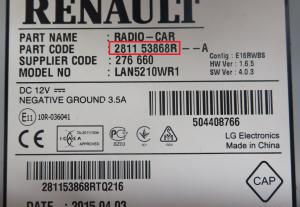 RENAULT
PART NAME : RADIO-CAR
PART CODE : 2811 53868R --A
SUPPLIER CODE : 276 660
MODEL NO : LAN5210WR1
Config : E16RWBS
HW Ver : 1.6.5
SW Ver : 4.0.3
DC 12V
NEGATIVE GROUND 3.5A
504408766
E11 10R-036041
ICASA
LG Electronics
Made in China
281153868RTQ216
CAP
DATE 2015.04.03